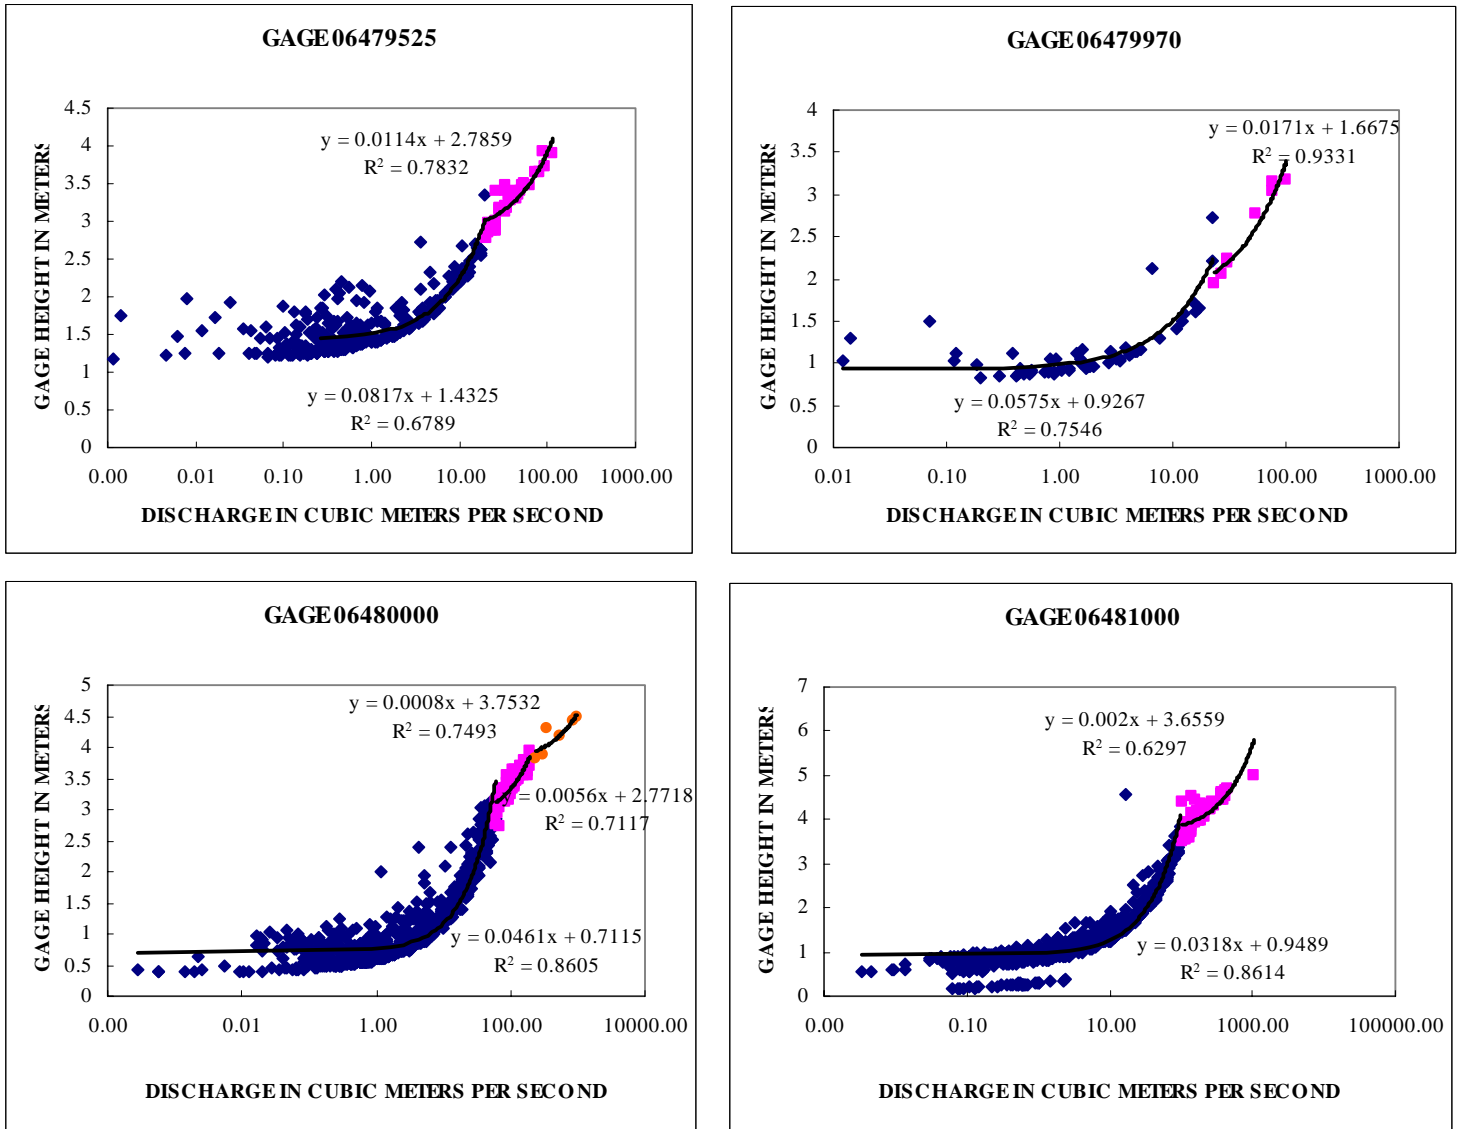 GAGE 06479525
4.5
4
3.5
3
2.5
2
1.5
1
0.5
0
GAGE HEIGHT IN METERS
y = 0.0114x + 2.7859
R² = 0.7832
y = 0.0817x + 1.4325
R² = 0.6789
0.00 0.01 0.10 1.00 10.00 100.00 1000.00
DISCHARGE IN CUBIC METERS PER SECOND
GAGE 06479970
4
3.5
3
2.5
2
1.5
1
0.5
0
GAGE HEIGHT IN METERS
y = 0.0171x + 1.6675
R² = 0.9331
y = 0.0575x + 0.9267
R² = 0.7546
0.01 0.10 1.00 10.00 100.00 1000.00
DISCHARGE IN CUBIC METERS PER SECOND
GAGE 06480000
5
4.5
4
3.5
3
2.5
2
1.5
1
0.5
0
GAGE HEIGHT IN METERS
y = 0.0008x + 3.7532
R² = 0.7493
y = 0.0056x + 2.7718
R² = 0.7117
y = 0.0461x + 0.7115
R² = 0.8605
0.00 0.01 1.00 100.00 10000.00
DISCHARGE IN CUBIC METERS PER SECOND
GAGE 06481000
7
6
5
4
3
2
1
0
GAGE HEIGHT IN METERS
y = 0.002x + 3.6559
R² = 0.6297
y = 0.0318x + 0.9489
R² = 0.8614
0.00 0.10 10.00 1000.00 100000.00
DISCHARGE IN CUBIC METERS PER SECOND